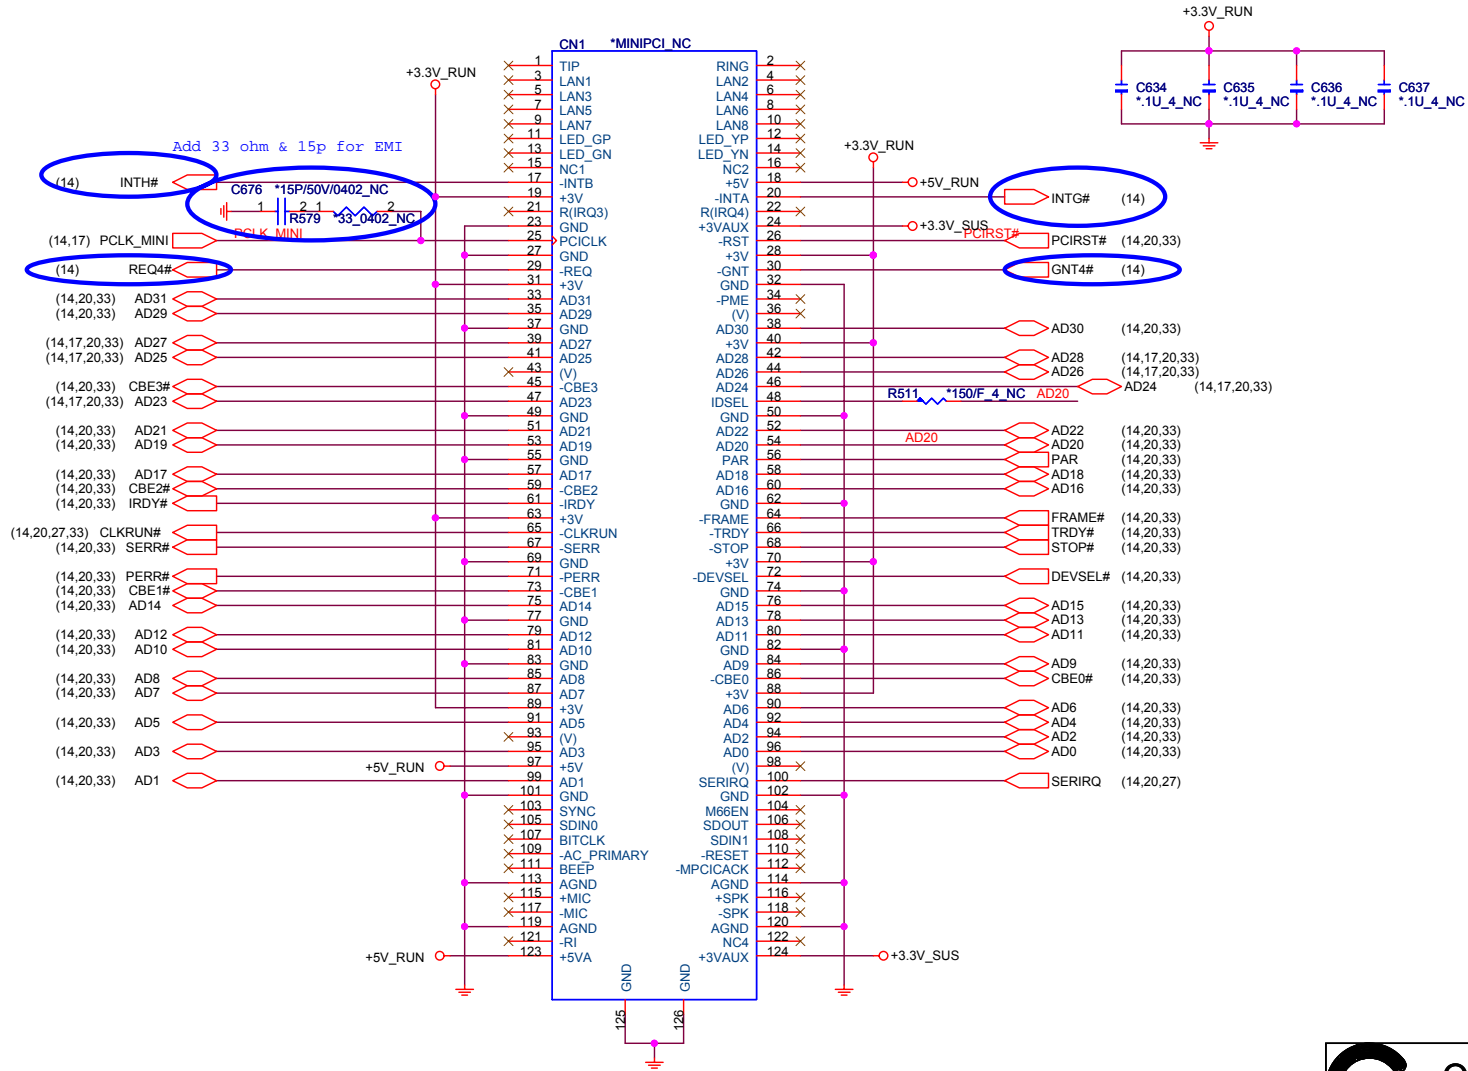 +3.3V_RUN
C634 *.1U_4_NC
C635 *.1U_4_NC
C636 *.1U_4_NC
C637 *.1U_4_NC
CN1 *MINIPCI_NC
+3.3V_RUN
+3.3V_RUN
Add 33 ohm & 15p for EMI
(14) INTH#
C676 *15P/50V/0402_NC
1 2 1 2
R579 33_0402_NC
(14,17) PCLK_MINI
PCLK_MINI
(14) REQ4#
(14,20,33) AD31
(14,20,33) AD29
(14,17,20,33) AD27
(14,17,20,33) AD25
(14,20,33) CBE3#
(14,17,20,33) AD23
(14,20,33) AD21
(14,20,33) AD19
(14,20,33) AD17
(14,20,33) CBE2#
(14,20,33) IRDY#
(14,20,27,33) CLKRUN#
(14,20,33) SERR#
(14,20,33) PERR#
(14,20,33) CBE1#
(14,20,33) AD14
(14,20,33) AD12
(14,20,33) AD10
(14,20,33) AD8
(14,20,33) AD7
(14,20,33) AD5
(14,20,33) AD3
+5V_RUN
(14,20,33) AD1
+5V_RUN
1 TIP
3 LAN1
5 LAN3
7 LAN5
9 LAN7
11 LED_GP
13 LED_GN
15 NC1
17 -INTB
19 +3V
21 R(IRQ3)
23 GND
25 PCICLK
27 GND
29 -REQ
31 +3V
33 AD31
35 AD29
37 GND
39 AD27
41 AD25
43 (V)
45 -CBE3
47 AD23
49 GND
51 AD21
53 AD19
55 GND
57 AD17
59 -CBE2
61 -IRDY
63 +3V
65 -CLKRUN
67 -SERR
69 GND
71 -PERR
73 -CBE1
75 AD14
77 GND
79 AD12
81 AD10
83 GND
85 AD8
87 AD7
89 +3V
91 AD5
93 (V)
95 AD3
97 +5V
99 AD1
101 GND
103 SYNC
105 SDIN0
107 BITCLK
109 -AC_PRIMARY
111 BEEP
113 AGND
115 +MIC
117 -MIC
119 AGND
121 -RI
123 +5VA
RING 2
LAN2 4
LAN4 6
LAN6 8
LAN8 10
LED_YP 12
LED_YN 14
NC2 16
+5V 18
-INTA 20
R(IRQ4) 22
+3VAUX 24
-RST 26
+3V 28
-GNT 30
GND 32
-PME 34
(V) 36
AD30 38
+3V 40
AD28 42
AD26 44
AD24 46
IDSEL 48
GND 50
AD22 52
AD20 54
PAR 56
AD18 58
AD16 60
GND 62
-FRAME 64
-TRDY 66
-STOP 68
+3V 70
-DEVSEL 72
GND 74
AD15 76
AD13 78
AD11 80
GND 82
AD9 84
-CBE0 86
+3V 88
AD6 90
AD4 92
AD2 94
AD0 96
(V) 98
SERIRQ 100
GND 102
M66EN 104
SDOUT 106
SDIN1 108
-RESET 110
-MPCICACK 112
AGND 114
+SPK 116
-SPK 118
AGND 120
NC4 122
+3VAUX 124
GND 125
GND 126
+5V_RUN
INTG# (14)
+3.3V_SUS
PCIRST#
PCIRST# (14,20,33)
GNT4# (14)
AD30 (14,20,33)
AD28 (14,17,20,33)
AD26 (14,17,20,33)
AD24 (14,17,20,33)
R511 *150/F_4_NC AD20
AD22 (14,20,33)
AD20
AD20 (14,20,33)
PAR (14,20,33)
AD18 (14,20,33)
AD16 (14,20,33)
FRAME# (14,20,33)
TRDY# (14,20,33)
STOP# (14,20,33)
DEVSEL# (14,20,33)
AD15 (14,20,33)
AD13 (14,20,33)
AD11 (14,20,33)
AD9 (14,20,33)
CBE0# (14,20,33)
AD6 (14,20,33)
AD4 (14,20,33)
AD2 (14,20,33)
AD0 (14,20,33)
SERIRQ (14,20,27)
+3.3V_SUS